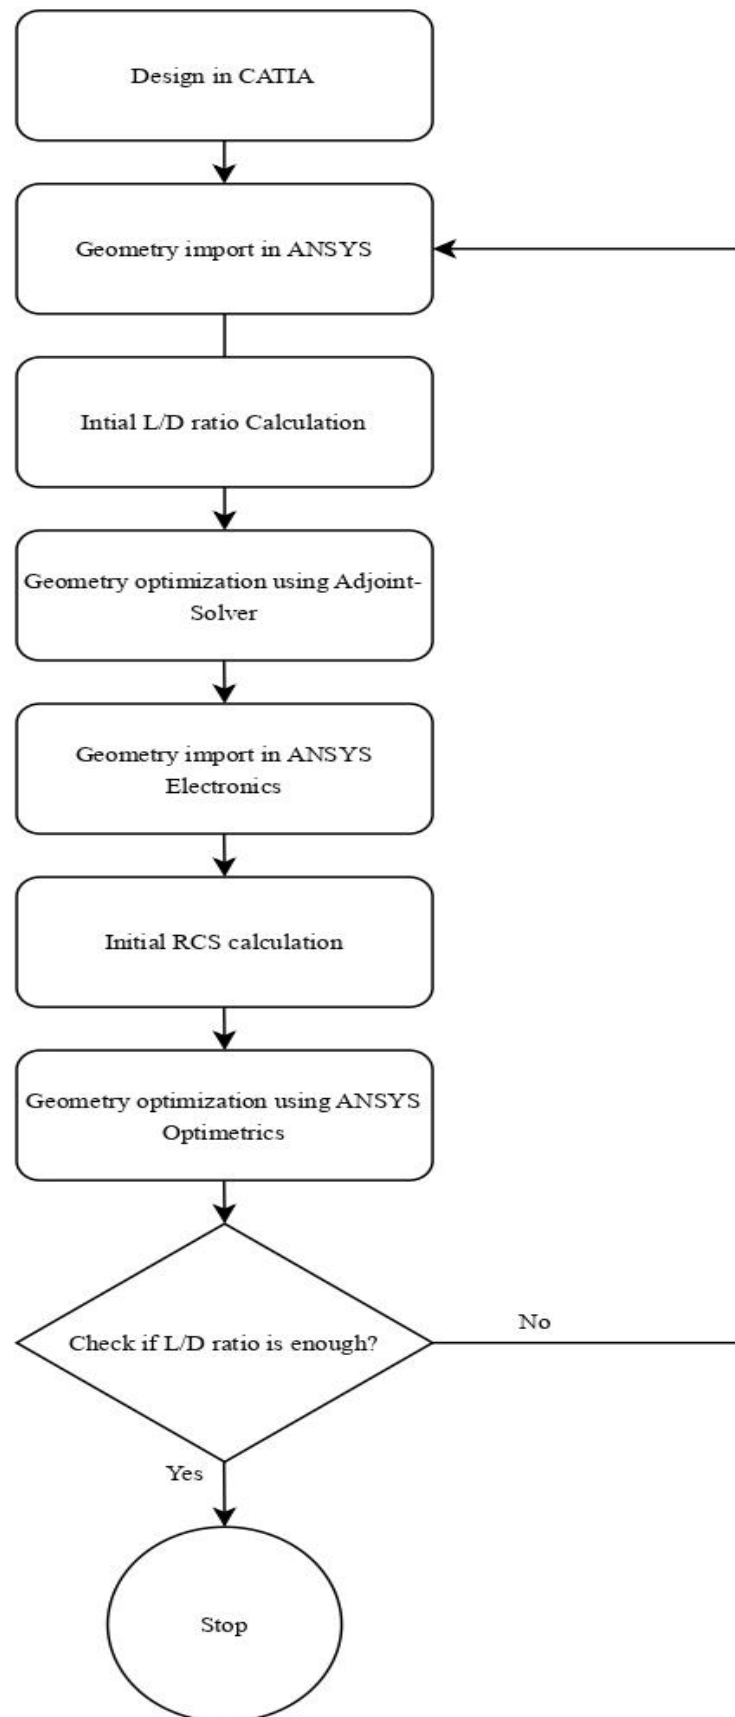 Design in CATIA
Geometry import in ANSYS
Intial L/D ratio Calculation
Geometry optimization using Adjoint-
Solver
Geometry import in ANSYS
Electronics
Initial RCS calculation
Geometry optimization using ANSYS
Optimetrics
Check if L/D ratio is enough?
No
Yes
Stop